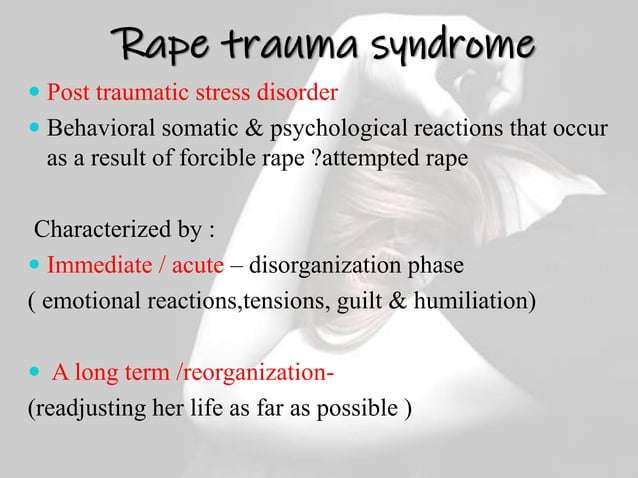 Rape trauma syndrome
• Post traumatic stress disorder
• Behavioral somatic & psychological reactions that occur
as a result of forcible rape ?attempted rape
Characterized by :
• Immediate / acute – disorganization phase
( emotional reactions,tensions, guilt & humiliation)
• A long term /reorganization-
(readjusting her life as far as possible )